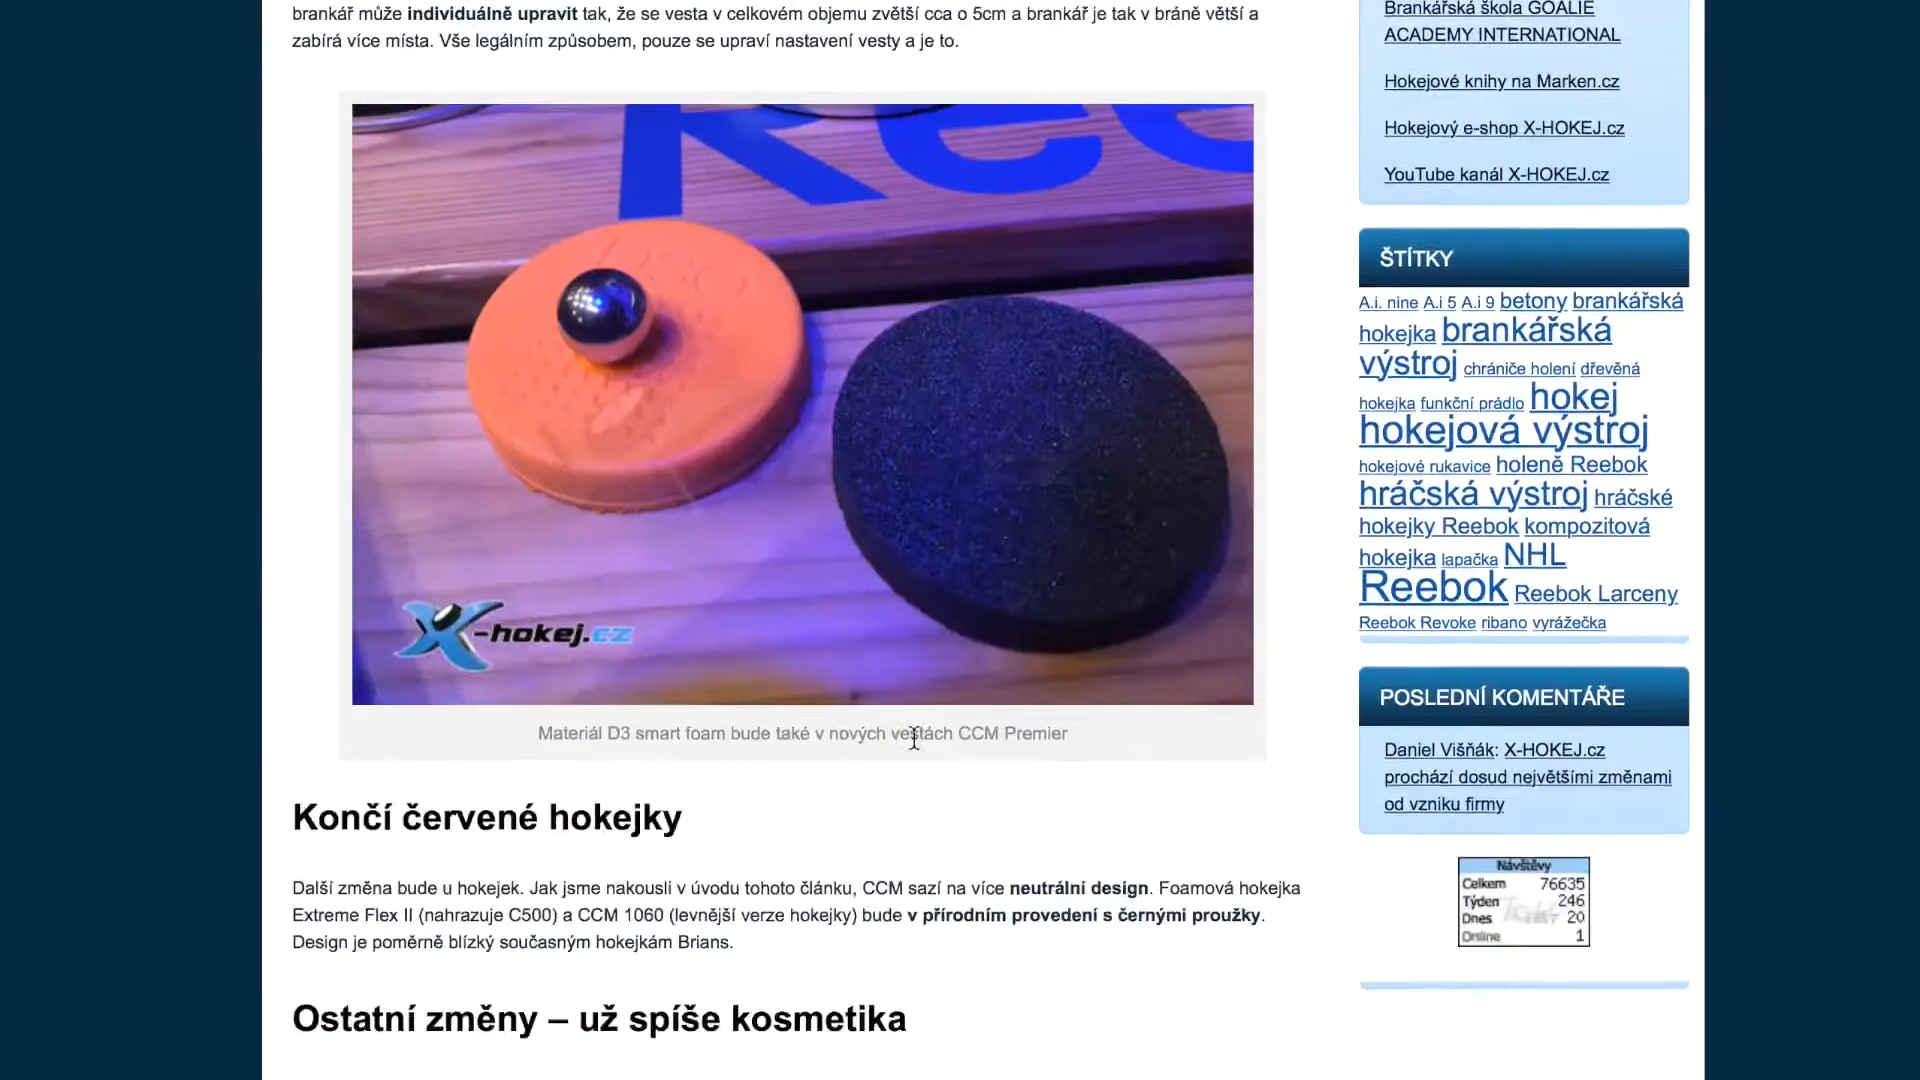 brankář může individuálně upravit tak, že se vesta v celkovém objemu zvětší cca o 5cm a brankář je tak v bráně větší a
zabírá více místa. Vše legálním způsobem, pouze se upraví nastavení vesty a je to.
Ree
X-hokej.cz
Materiál D3 smart foam bude také v nových vestách CCM Premier
Končí červené hokejky
Další změna bude u hokejek. Jak jsme nakousli v úvodu tohoto článku, CCM sazí na více neutrální design. Foamová hokejka
Extreme Flex II (nahrazuje C500) a CCM 1060 (levnější verze hokejky) bude v přírodním provedení s černými proužky.
Design je poměrně blízký současným hokejkám Brians.
Ostatní změny – už spíše kosmetika
Brankářská škola GOALIE
ACADEMY INTERNATIONAL
Hokejové knihy na Marken.cz
Hokejový e-shop X-HOKEJ.cz
YouTube kanál X-HOKEJ.cz
ŠTÍTKY
A.i. nine A.i 5 A.i 9 betony brankářská
hokejka brankářská
výstroj chrániče holení dřevěná
hokejka funkční prádlo hokej
hokejová výstroj
hokejové rukavice holeně Reebok
hráčská výstroj hráčské
hokejky Reebok kompozitová
hokejka lapačka NHL
Reebok Reebok Larceny
Reebok Revoke ribano vyrážečka
POSLEDNÍ KOMENTÁŘE
Daniel Višňák: X-HOKEJ.cz
prochází dosud největšími změnami
od vzniku firmy
Návštěvy
Celkem 76635
Týden 246
Dnes 20
Online 1